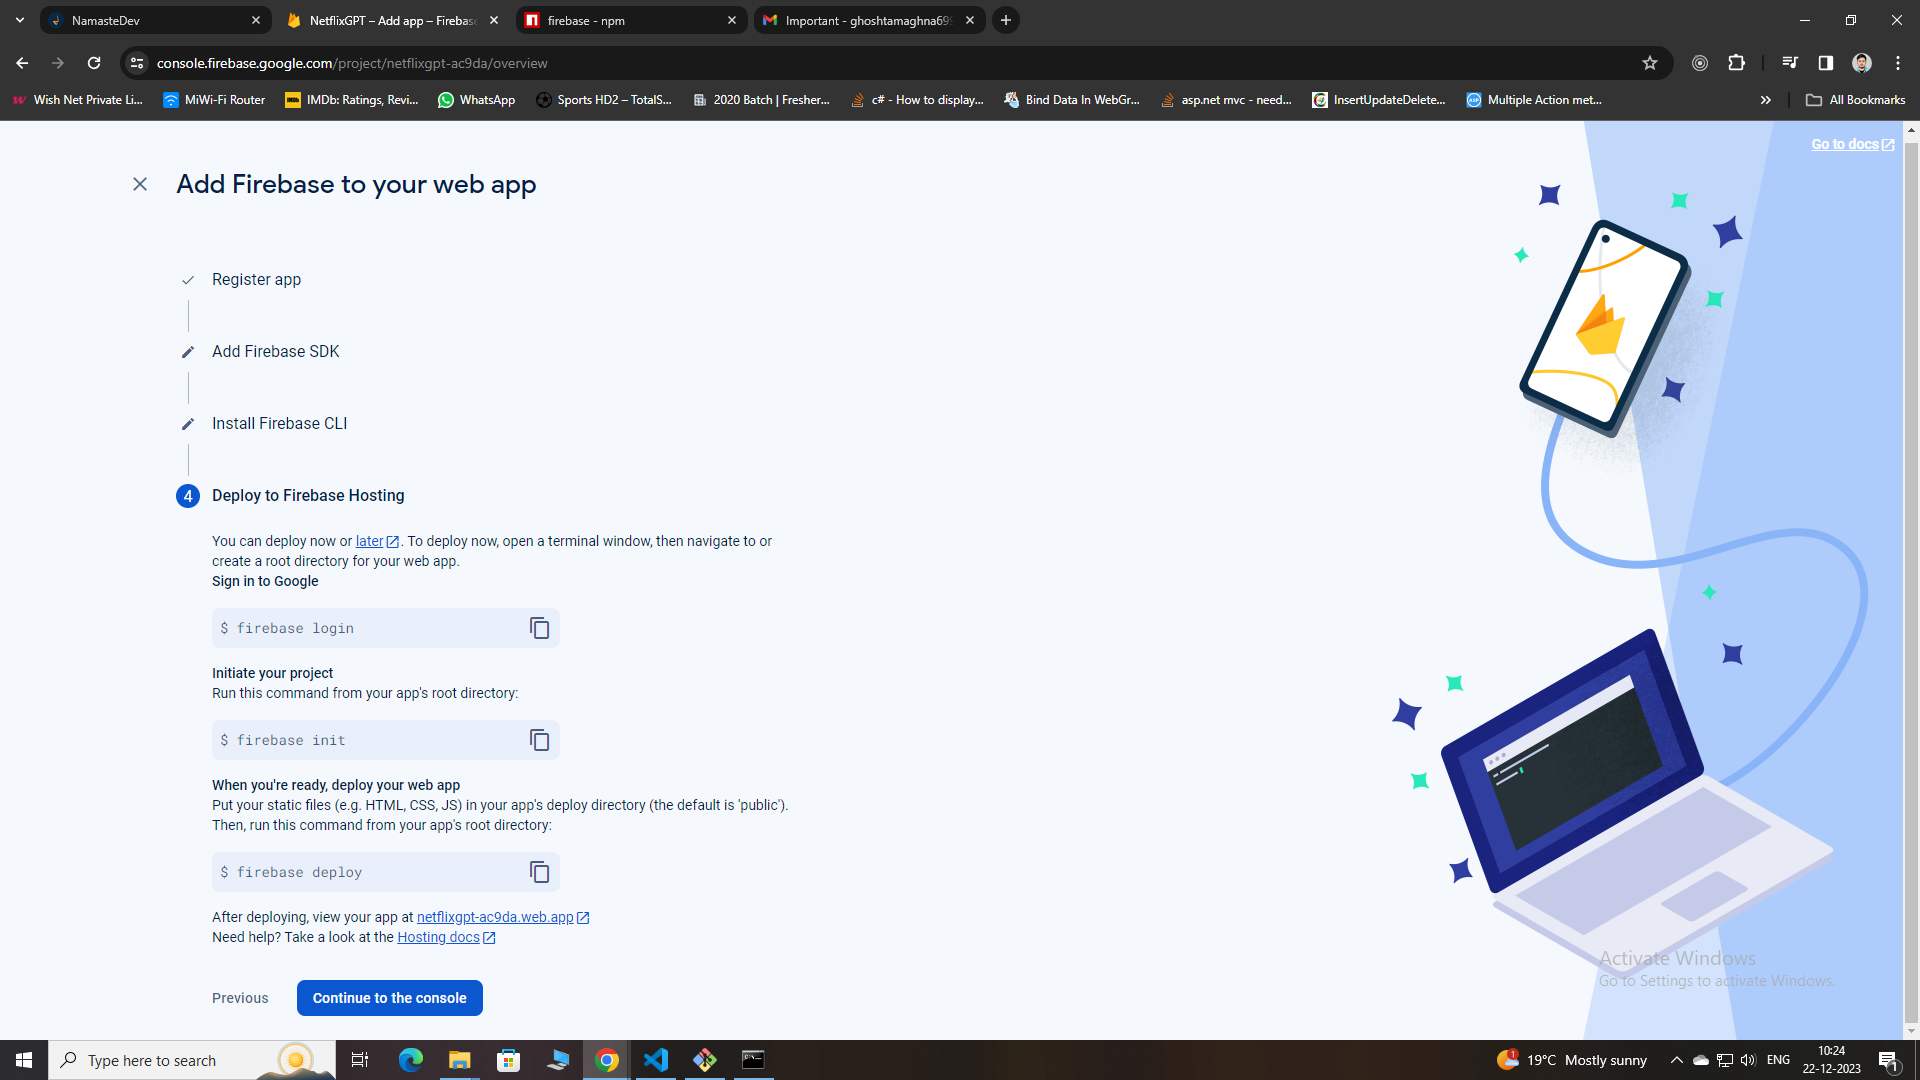 NamasteDev
NetflixGPT – Add app – Firebase
firebase - npm
Important - ghoshtamaghna699
console.firebase.google.com/project/netflixgpt-ac9da/overview
Wish Net Private Li...
MiWi-Fi Router
IMDb: Ratings, Revi...
WhatsApp
Sports HD2 – TotalS...
2020 Batch | Fresher...
c# - How to display...
Bind Data In WebGr...
asp.net mvc - need...
InsertUpdateDelete...
Multiple Action met...
All Bookmarks
Go to docs
Add Firebase to your web app
Register app
Add Firebase SDK
Install Firebase CLI
4 Deploy to Firebase Hosting
You can deploy now or later. To deploy now, open a terminal window, then navigate to or
create a root directory for your web app.
Sign in to Google
$ firebase login
Initiate your project
Run this command from your app's root directory:
$ firebase init
When you're ready, deploy your web app
Put your static files (e.g. HTML, CSS, JS) in your app's deploy directory (the default is 'public').
Then, run this command from your app's root directory:
$ firebase deploy
After deploying, view your app at netflixgpt-ac9da.web.app
Need help? Take a look at the Hosting docs
Previous
Continue to the console
Activate Windows
Go to Settings to activate Windows.
Type here to search
1
19°C Mostly sunny
ENG
10:24
22-12-2023
1